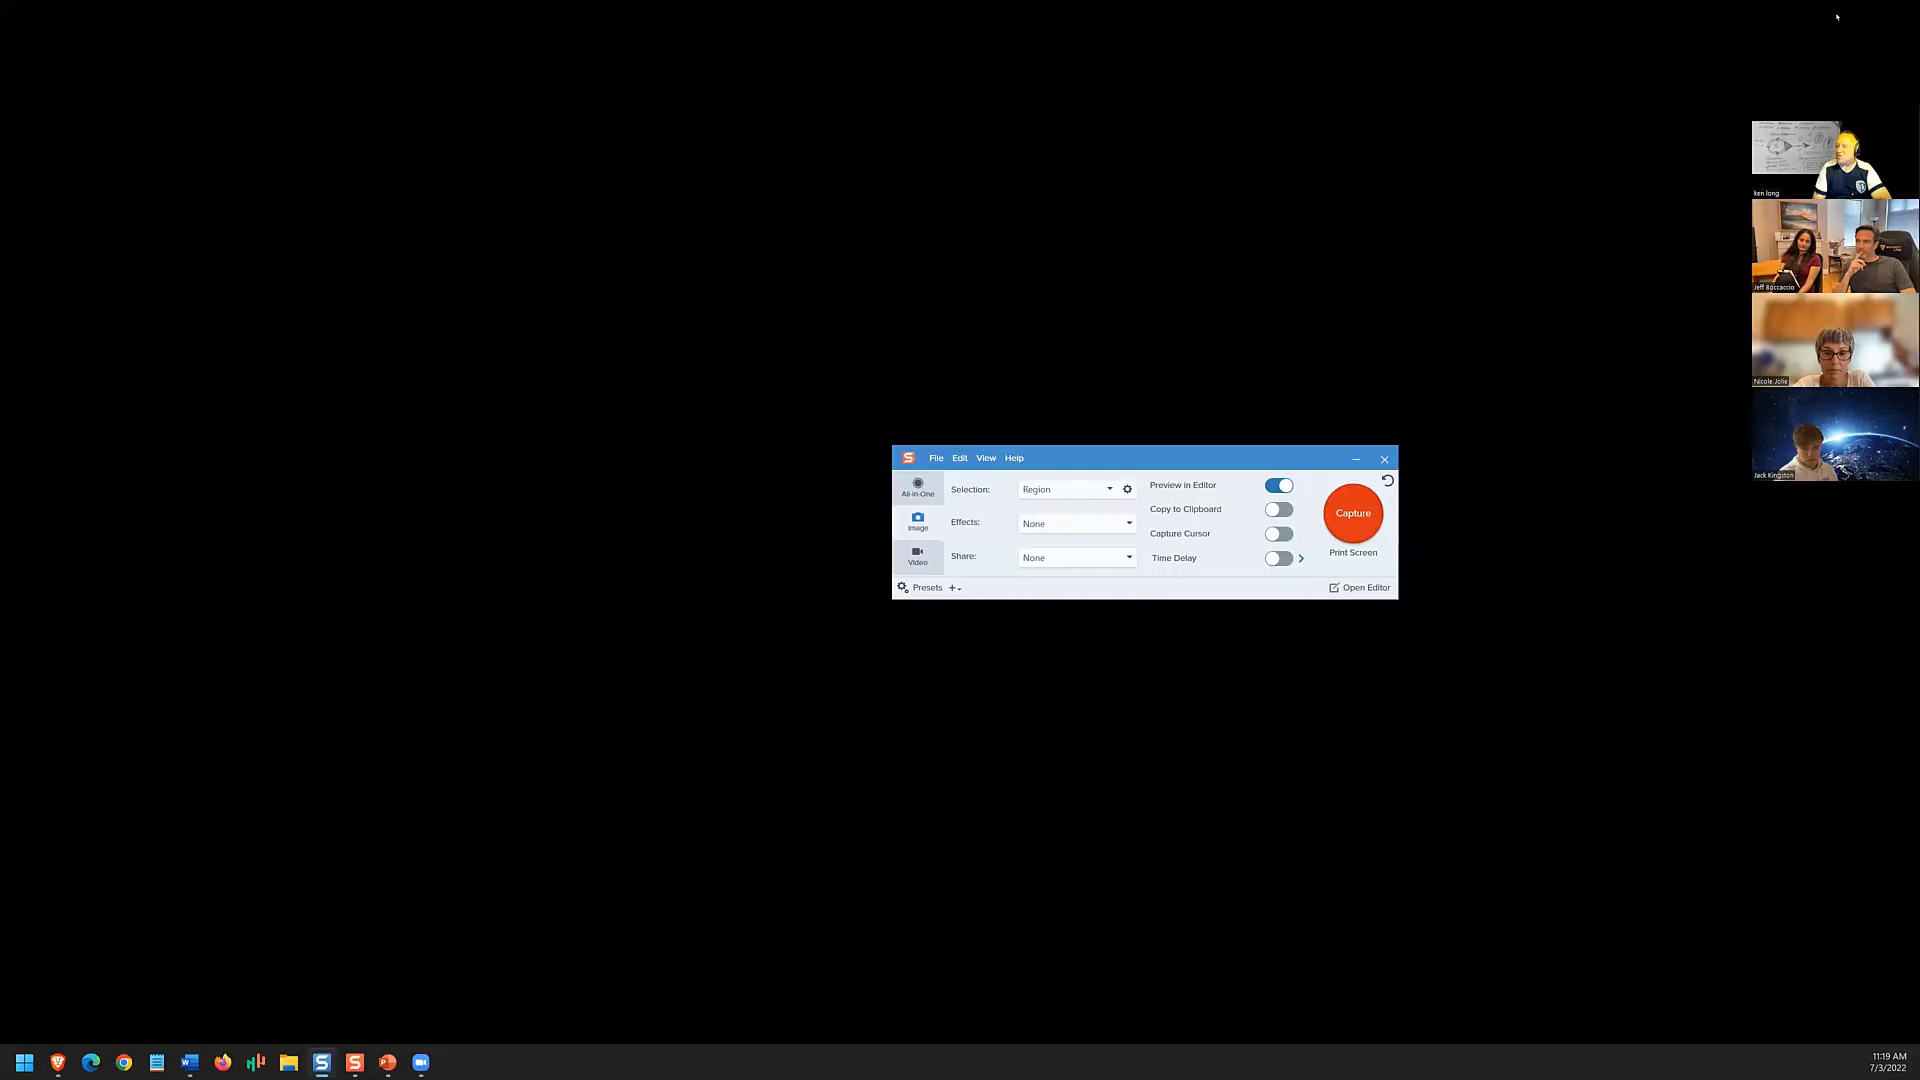 ken long
Jeff Boccaccio
Nicole Jolie
Jack Kingston
File Edit View Help
All-in-One
Image
Video
Selection: Region
Effects: None
Share: None
Preview in Editor
Copy to Clipboard
Capture Cursor
Time Delay
Capture
Print Screen
Presets
Open Editor
11:19 AM
7/3/2022